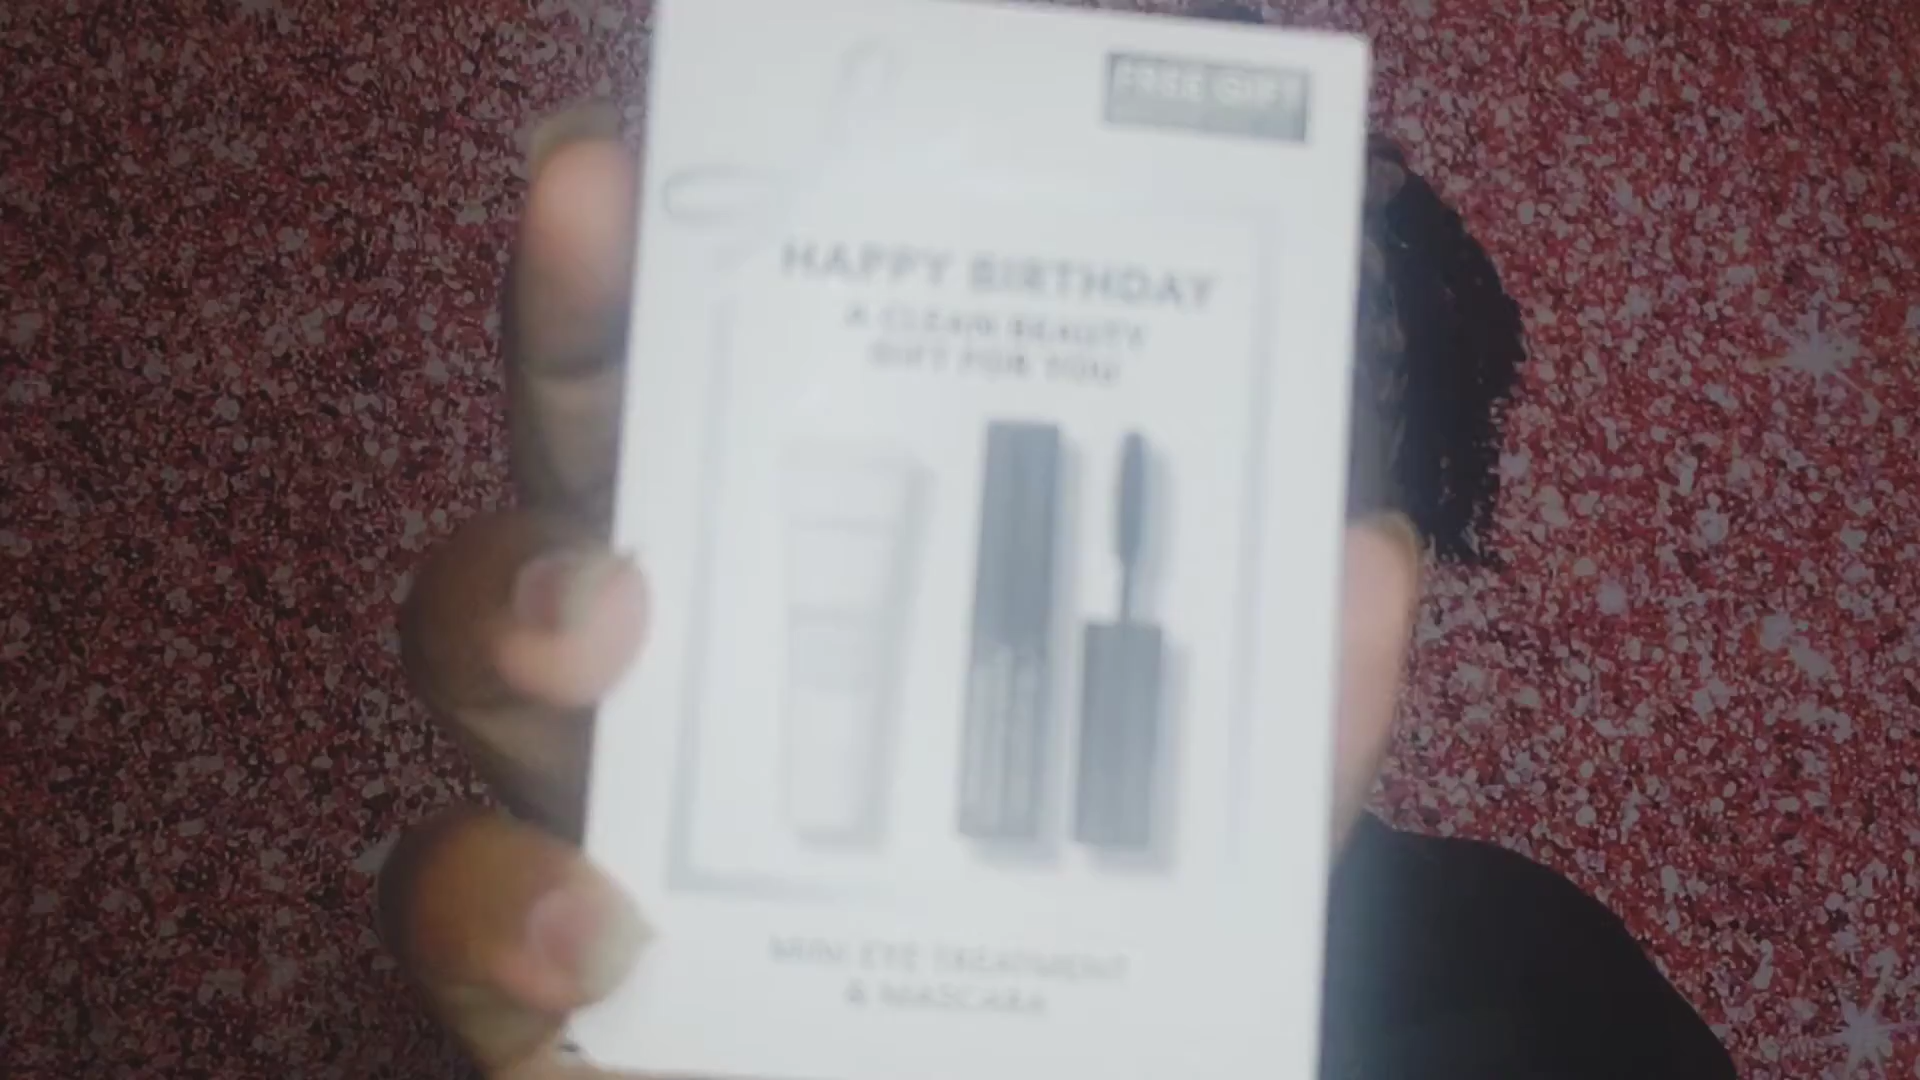 FREE GIFT
HAPPY BIRTHDAY
A CLEAN BEAUTY
GIFT FOR YOU
MINI EYE TREATMENT
& MASCARA